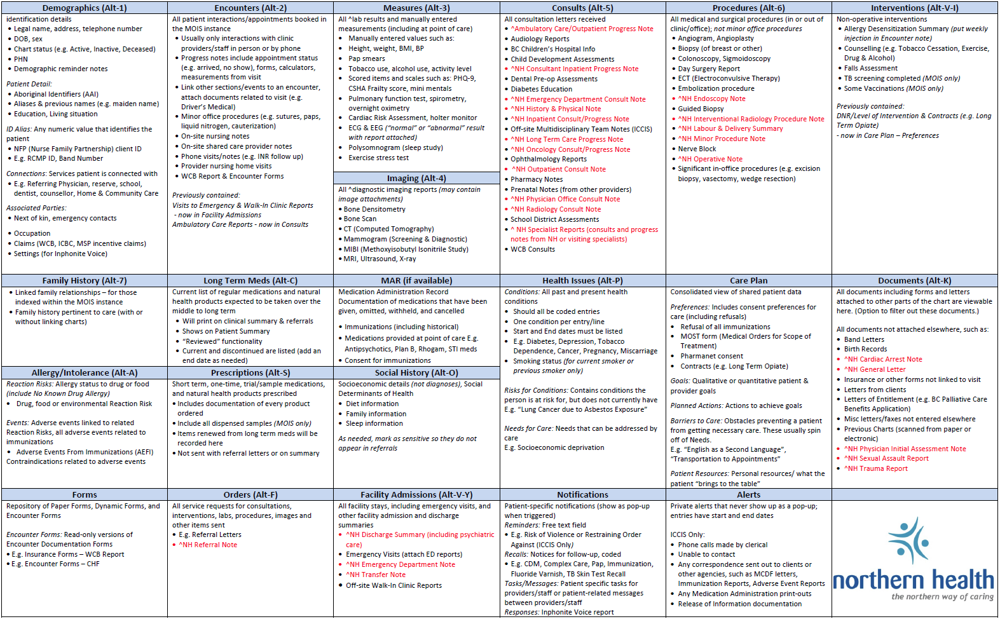 Demographics (Alt-1)
identification details
• Legal name, address, telephone number
• DOB, sex
• Chart status (e.g. Active, Inactive, Deceased)
• PHN
• Demographic reminder notes
Patient Detail:
• Aboriginal Identifiers (AAI)
• Aliases & previous names (e.g. maiden name)
• Education, Living situation
ID Alias: Any numeric value that identifies the
patient
• NFP (Nurse Family Partnership) client ID
• E.g. RCMP ID, Band Number
Connections: Services patient is connected with
• E.g. Referring Physician, reserve, school,
dentist, counsellor, Home & Community Care
Associated Parties:
• Next of kin, emergency contacts
• Occupation
• Claims (WCB, ICBC, MSP incentive claims)
• Settings (for Inphonite Voice)
Encounters (Alt-2)
All patient interactions/appointments booked in
the MOIS instance
• Usually only interactions with clinic
providers/staff in person or by phone
• Progress notes include appointment status
(e.g. arrived, no show), forms, calculators,
measurements from visit
• Link other sections/events to an encounter,
attach documents related to visit (e.g.
Driver's Medical)
• Minor office procedures (e.g. sutures, paps,
liquid nitrogen, cauterization)
• On-site nursing notes
• On-site shared care provider notes
• Phone visits/notes (e.g. INR follow up)
• Provider nursing home visits
• WCB Report & Encounter Forms
Previously contained:
Visits to Emergency & Walk-In Clinic Reports
- now in Facility Admissions
Ambulatory Care Reports - now in Consults
Measures (Alt-3)
All ^lab results and manually entered
measurements (including at point of care)
• Manually entered values such as:
• Height, weight, BMI, BP
• Pap smears
• Tobacco use, alcohol use, activity level
• Scored items and scales such as: PHQ-9,
CSHA Frailty score, mini mentals
• Pulmonary function test, spirometry,
overnight oximetry
• Cardiac Risk Assessment, holter monitor
• ECG & EEG ("normal" or "abnormal" result
with report attached)
• Polysomnogram (sleep study)
• Exercise stress test
Imaging (Alt-4)
All ^diagnostic imaging reports (may contain
image attachments)
• Bone Densitometry
• Bone Scan
• CT (Computed Tomography)
• Mammogram (Screening & Diagnostic)
• MIBI (Methoxyisobutyl Isonitrile Study)
• MRI, Ultrasound, X-ray
Consults (Alt-5)
All consultation letters received
• ^Ambulatory Care/Outpatient Progress Note
• Audiology Reports
• BC Children's Hospital Info
• Child Development Assessments
• ^NH Consultant Inpatient Progress Note
• Dental Pre-op Assessments
• Diabetes Education
• ^NH Emergency Department Consult Note
• ^NH History & Physical Note
• ^NH Inpatient Consult/Progress Note
• Off-site Multidisciplinary Team Notes (ICCIS)
• ^NH Long Term Care Progress Note
• ^NH Oncology Consult/Progress Note
• Ophthalmology Reports
• ^NH Outpatient Consult Note
• Pharmacy Notes
• Prenatal Notes (from other providers)
• ^NH Physician Office Consult Note
• ^NH Radiology Consult Note
• School District Assessments
• ^ NH Specialist Reports (consults and progress
notes from NH or visiting specialists)
• WCB Consults
Procedures (Alt-6)
All medical and surgical procedures (in or out of
clinic/office); not minor office procedures
• Angiogram, Angioplasty
• Biopsy (of breast or other)
• Colonoscopy, Sigmoidoscopy
• Day Surgery Report
• ECT (Electroconvulsive Therapy)
• Embolization procedure
• ^NH Endoscopy Note
• Guided Biopsy
• ^NH Interventional Radiology Procedure Note
• ^NH Labour & Delivery Summary
• ^NH Minor Procedure Note
• Nerve Block
• ^NH Operative Note
• Significant in-office procedures (e.g. excision
biopsy, vasectomy, wedge resection)
Interventions (Alt-V-I)
Non-operative interventions
• Allergy Desensitization Summary (put weekly
injection in Encounter note)
• Counselling (e.g. Tobacco Cessation, Exercise,
Drug & Alcohol)
• Falls Assessment
• TB screening completed (MOIS only)
• Some Vaccinations (MOIS only)
Previously contained:
DNR/Level of Intervention & Contracts (e.g. Long
Term Opiate)
- now in Care Plan – Preferences
Family History (Alt-7)
• Linked family relationships – for those
indexed within the MOIS instance
• Family history pertinent to care (with or
without linking charts)
Long Term Meds (Alt-C)
Current list of regular medications and natural
health products expected to be taken over the
middle to long term
• Will print on clinical summary & referrals
• Shows on Patient Summary
• "Reviewed" functionality
• Current and discontinued are listed (add an
end date as needed)
MAR (if available)
Medication Administration Record
Documentation of medications that have been
given, omitted, withheld, and cancelled
• Immunizations (including historical)
• Medications provided at point of care E.g.
Antipsychotics, Plan B, Rhogam, STI meds
• Consent for immunizations
Health Issues (Alt-P)
Conditions: All past and present health
conditions
• Should all be coded entries
• One condition per entry/line
• Start and End dates must be listed
• E.g. Diabetes, Depression, Tobacco
Dependence, Cancer, Pregnancy, Miscarriage
• Smoking status (for current smoker or
previous smoker only)
Risks for Conditions: Contains conditions the
person is at risk for, but does not currently have
E.g. "Lung Cancer due to Asbestos Exposure"
Needs for Care: Needs that can be addressed by
care
E.g. Socioeconomic deprivation
Care Plan
Consolidated view of shared patient data
Preferences: Includes consent preferences for
care (including refusals)
• Refusal of all immunizations
• MOST form (Medical Orders for Scope of
Treatment)
• Pharmanet consent
• Contracts (e.g. Long Term Opiate)
Goals: Qualitative or quantitative patient &
provider goals
Planned Actions: Actions to achieve goals
Barriers to Care: Obstacles preventing a patient
from getting necessary care. These usually spin
off of Needs.
E.g. "English as a Second Language",
"Transportation to Appointments"
Patient Resources: Personal resources/ what the
patient "brings to the table"
Documents (Alt-K)
All documents including forms and letters
attached to other parts of the chart are viewable
here. (Option to filter out these documents.)
All documents not attached elsewhere, such as:
• Band Letters
• Birth Records
• ^NH Cardiac Arrest Note
• ^NH General Letter
• Insurance or other forms not linked to visit
• Letters from clients
• Letters of Entitlement (e.g. BC Palliative Care
Benefits Application)
• Misc letters/faxes not entered elsewhere
• Previous Charts (scanned from paper or
electronic)
• ^NH Physician Initial Assessment Note
• ^NH Sexual Assault Report
• ^NH Trauma Report
Allergy/Intolerance (Alt-A)
Reaction Risks: Allergy status to drug or food
(include No Known Drug Allergy)
• Drug, food or environmental Reaction Risk
Events: Adverse events linked to related
Reaction Risks, all adverse events related to
immunizations
• Adverse Events From Immunizations (AEFI)
Contraindications related to adverse events
Prescriptions (Alt-S)
Short term, one-time, trial/sample medications,
and natural health products prescribed
• Includes documentation of every product
ordered
• Include all dispensed samples (MOIS only)
• Items renewed from long term meds will be
recorded here
• Not sent with referral letters or on summary
Social History (Alt-O)
Socioeconomic details (not diagnoses), Social
Determinants of Health
• Diet information
• Family information
• Sleep information
As needed, mark as sensitive so they do not
appear in referrals
Forms
Repository of Paper Forms, Dynamic Forms, and
Encounter Forms
Encounter Forms: Read-only versions of
Encounter Documentation Forms
• E.g. Insurance Forms – WCB Report
• E.g. Encounter Forms – CHF
Orders (Alt-F)
All service requests for consultations,
interventions, labs, procedures, images and
other items sent
• E.g. Referral Letters
• ^NH Referral Note
Facility Admissions (Alt-V-Y)
All facility stays, including emergency visits, and
other facility admission and discharge
summaries
• ^NH Discharge Summary (including psychiatric
care)
• Emergency Visits (attach ED reports)
• ^NH Emergency Department Note
• ^NH Transfer Note
• Off-site Walk-In Clinic Reports
Notifications
Patient-specific notifications (show as pop-up
when triggered)
Reminders: Free text field
• E.g. Risk of Violence or Restraining Order
Against (ICCIS Only)
Recalls: Notices for follow-up, coded
• E.g. CDM, Complex Care, Pap, Immunization,
Fluoride Varnish, TB Skin Test Recall
Tasks/Messages: Patient specific tasks for
providers/staff or patient-related messages
between providers/staff
Responses: Inphonite Voice report
Alerts
Private alerts that never show up as a pop-up;
entries have start and end dates
ICCIS Only:
• Phone calls made by clerical
• Unable to contact
• Any correspondence sent out to clients or
other agencies, such as MCDF letters,
Immunization Reports, Adverse Event Reports
• Any Medication Administration print-outs
• Release of Information documentation
northern health
the northern way of caring